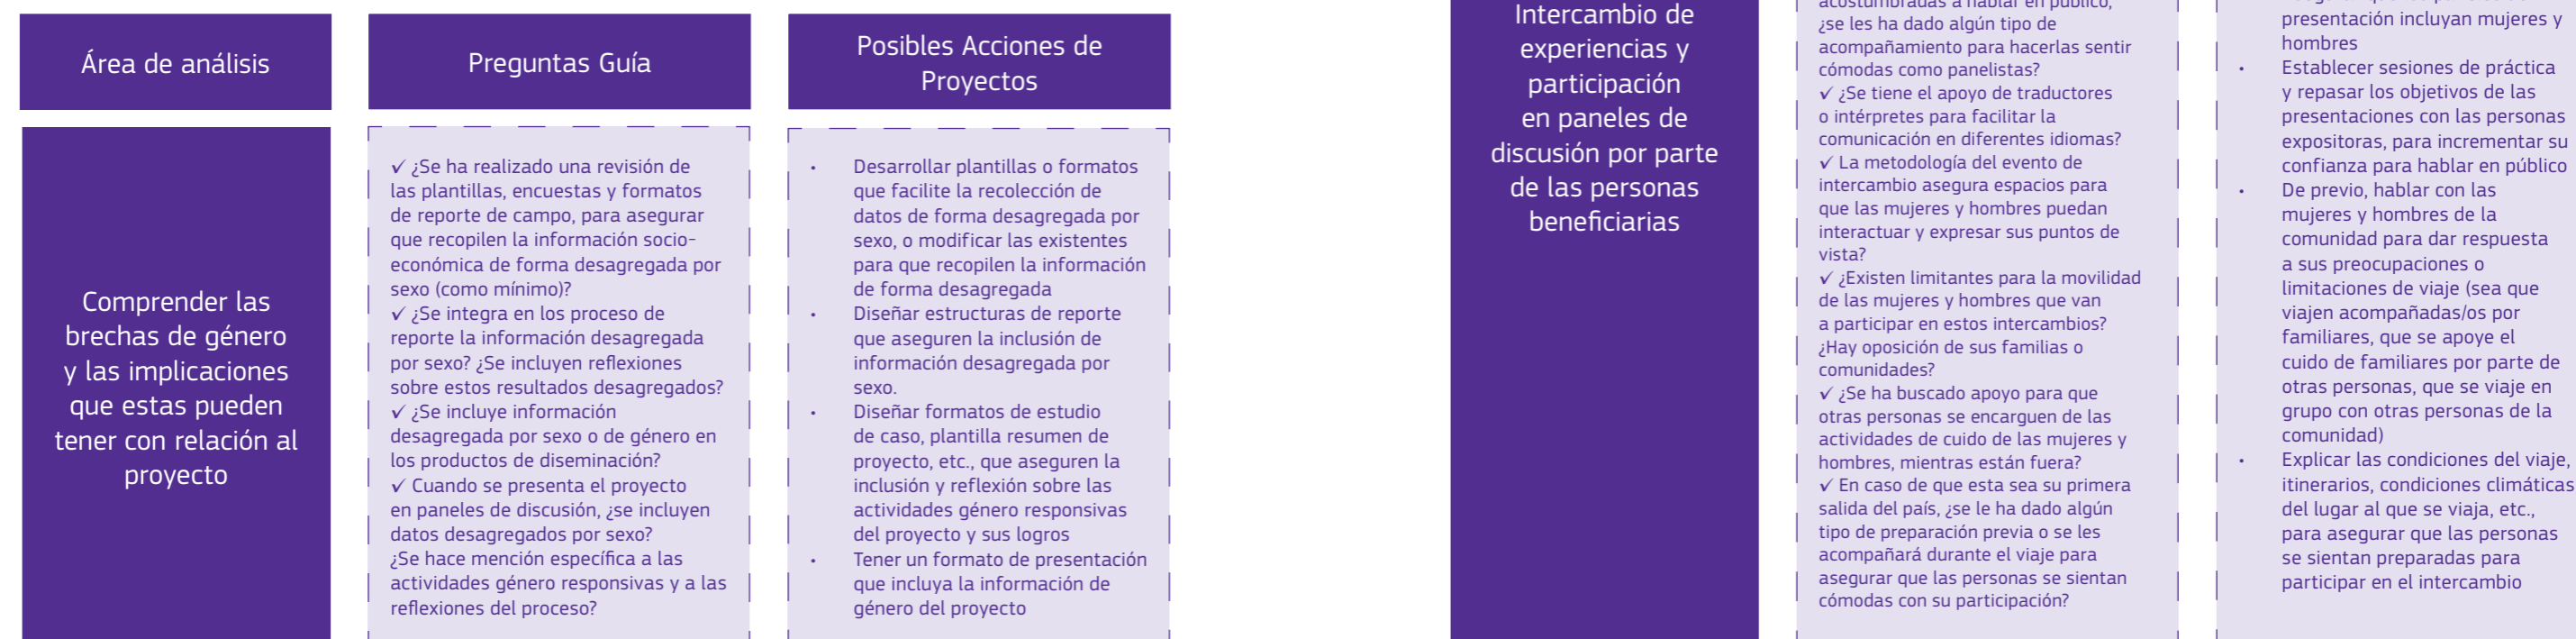 Área de análisis
Preguntas Guía
Posibles Acciones de
Proyectos
Comprender las
brechas de género
y las implicaciones
que estas pueden
tener con relación al
proyecto
✓ ¿Se ha realizado una revisión de
las plantillas, encuestas y formatos
de reporte de campo, para asegurar
que recopilen la información socio-
económica de forma desagregada por
sexo (como mínimo)?
✓ ¿Se integra en los proceso de
reporte la información desagregada
por sexo? ¿Se incluyen reflexiones
sobre estos resultados desagregados?
✓ ¿Se incluye información
desagregada por sexo o de género en
los productos de diseminación?
✓ Cuando se presenta el proyecto
en paneles de discusión, ¿se incluyen
datos desagregados por sexo?
¿Se hace mención específica a las
actividades género responsivas y a las
reflexiones del proceso?
• Desarrollar plantillas o formatos
que facilite la recolección de
datos de forma desagregada por
sexo, o modificar las existentes
para que recopilen la información
de forma desagregada
• Diseñar estructuras de reporte
que aseguren la inclusión de
información desagregada por
sexo.
• Diseñar formatos de estudio
de caso, plantilla resumen de
proyecto, etc., que aseguren la
inclusión y reflexión sobre las
actividades género responsivas
del proyecto y sus logros
• Tener un formato de presentación
que incluya la información de
género del proyecto
Intercambio de
experiencias y
participación
en paneles de
discusión por parte
de las personas
beneficiarias
acostumbradas a hablar en público,
¿se les ha dado algún tipo de
acompañamiento para hacerlas sentir
cómodas como panelistas?
✓ ¿Se tiene el apoyo de traductores
o intérpretes para facilitar la
comunicación en diferentes idiomas?
✓ La metodología del evento de
intercambio asegura espacios para
que las mujeres y hombres puedan
interactuar y expresar sus puntos de
vista?
✓ ¿Existen limitantes para la movilidad
de las mujeres y hombres que van
a participar en estos intercambios?
¿Hay oposición de sus familias o
comunidades?
✓ ¿Se ha buscado apoyo para que
otras personas se encarguen de las
actividades de cuido de las mujeres y
hombres, mientras están fuera?
✓ En caso de que esta sea su primera
salida del país, ¿se le ha dado algún
tipo de preparación previa o se les
acompañará durante el viaje para
asegurar que las personas se sientan
cómodas con su participación?
presentación incluyan mujeres y
hombres
• Establecer sesiones de práctica
y repasar los objetivos de las
presentaciones con las personas
expositoras, para incrementar su
confianza para hablar en público
• De previo, hablar con las
mujeres y hombres de la
comunidad para dar respuesta
a sus preocupaciones o
limitaciones de viaje (sea que
viajen acompañadas/os por
familiares, que se apoye el
cuido de familiares por parte de
otras personas, que se viaje en
grupo con otras personas de la
comunidad)
• Explicar las condiciones del viaje,
itinerarios, condiciones climáticas
del lugar al que se viaja, etc.,
para asegurar que las personas
se sientan preparadas para
participar en el intercambio